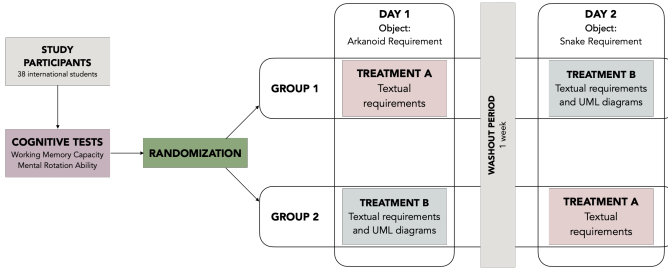 STUDY
PARTICIPANTS
38 international students
COGNITIVE TESTS
Working Memory Capacity
Mental Rotation Ability
RANDOMIZATION
GROUP 1
GROUP 2
DAY 1
Object:
Arkanoid Requirement
TREATMENT A
Textual
requirements
TREATMENT B
Textual requirements
and UML diagrams
WASHOUT PERIOD
1 week
DAY 2
Object:
Snake Requirement
TREATMENT B
Textual requirements
and UML diagrams
TREATMENT A
Textual
requirements